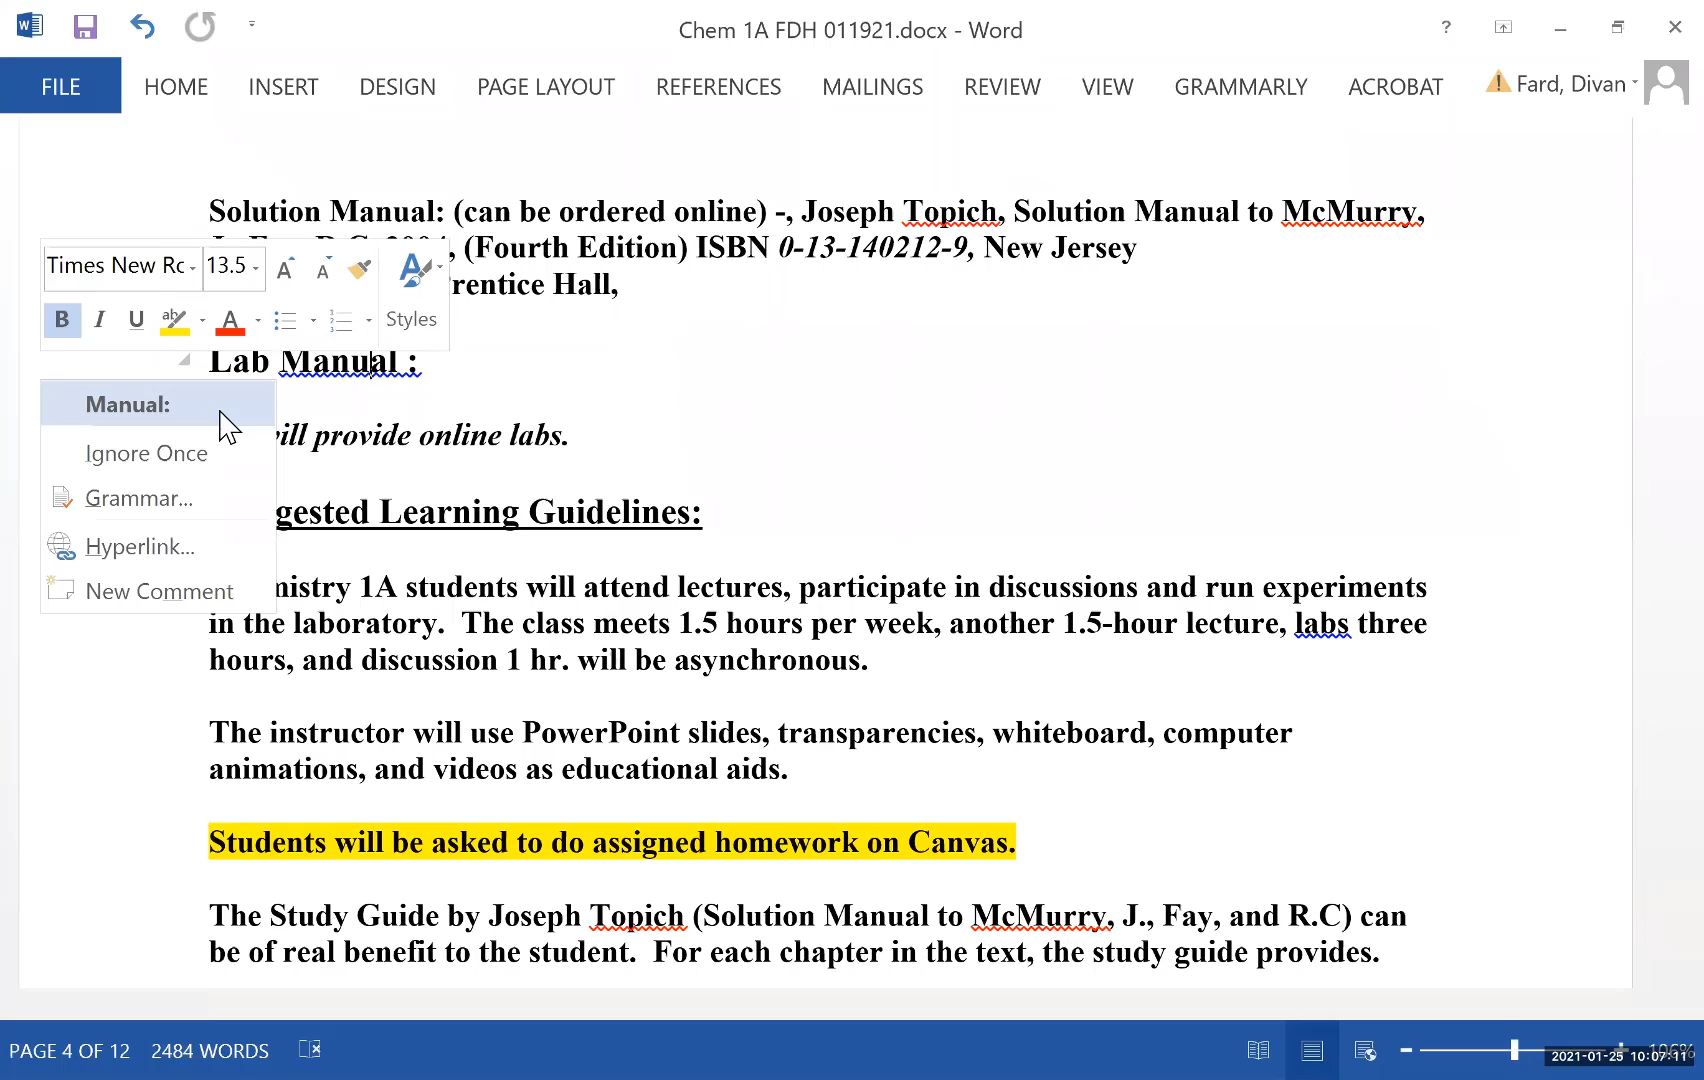 Chem 1A FDH 011921.docx - Word
?
FILE HOME INSERT DESIGN PAGE LAYOUT REFERENCES MAILINGS REVIEW VIEW GRAMMARLY ACROBAT Fard, Divan
Solution Manual: (can be ordered online) -, Joseph Topich, Solution Manual to McMurry,
(Fourth Edition) ISBN 0-13-140212-9, New Jersey
rentice Hall,
Times New Ro 13.5 A A
B I U ab A Styles
Lab Manual :
Manual:
will provide online labs.
Ignore Once
Grammar...
gested Learning Guidelines:
Hyperlink...
New Comment
mistry 1A students will attend lectures, participate in discussions and run experiments
in the laboratory. The class meets 1.5 hours per week, another 1.5-hour lecture, labs three
hours, and discussion 1 hr. will be asynchronous.
The instructor will use PowerPoint slides, transparencies, whiteboard, computer
animations, and videos as educational aids.
Students will be asked to do assigned homework on Canvas.
The Study Guide by Joseph Topich (Solution Manual to McMurry, J., Fay, and R.C) can
be of real benefit to the student. For each chapter in the text, the study guide provides.
PAGE 4 OF 12 2484 WORDS
2021-01-25 10:07:11